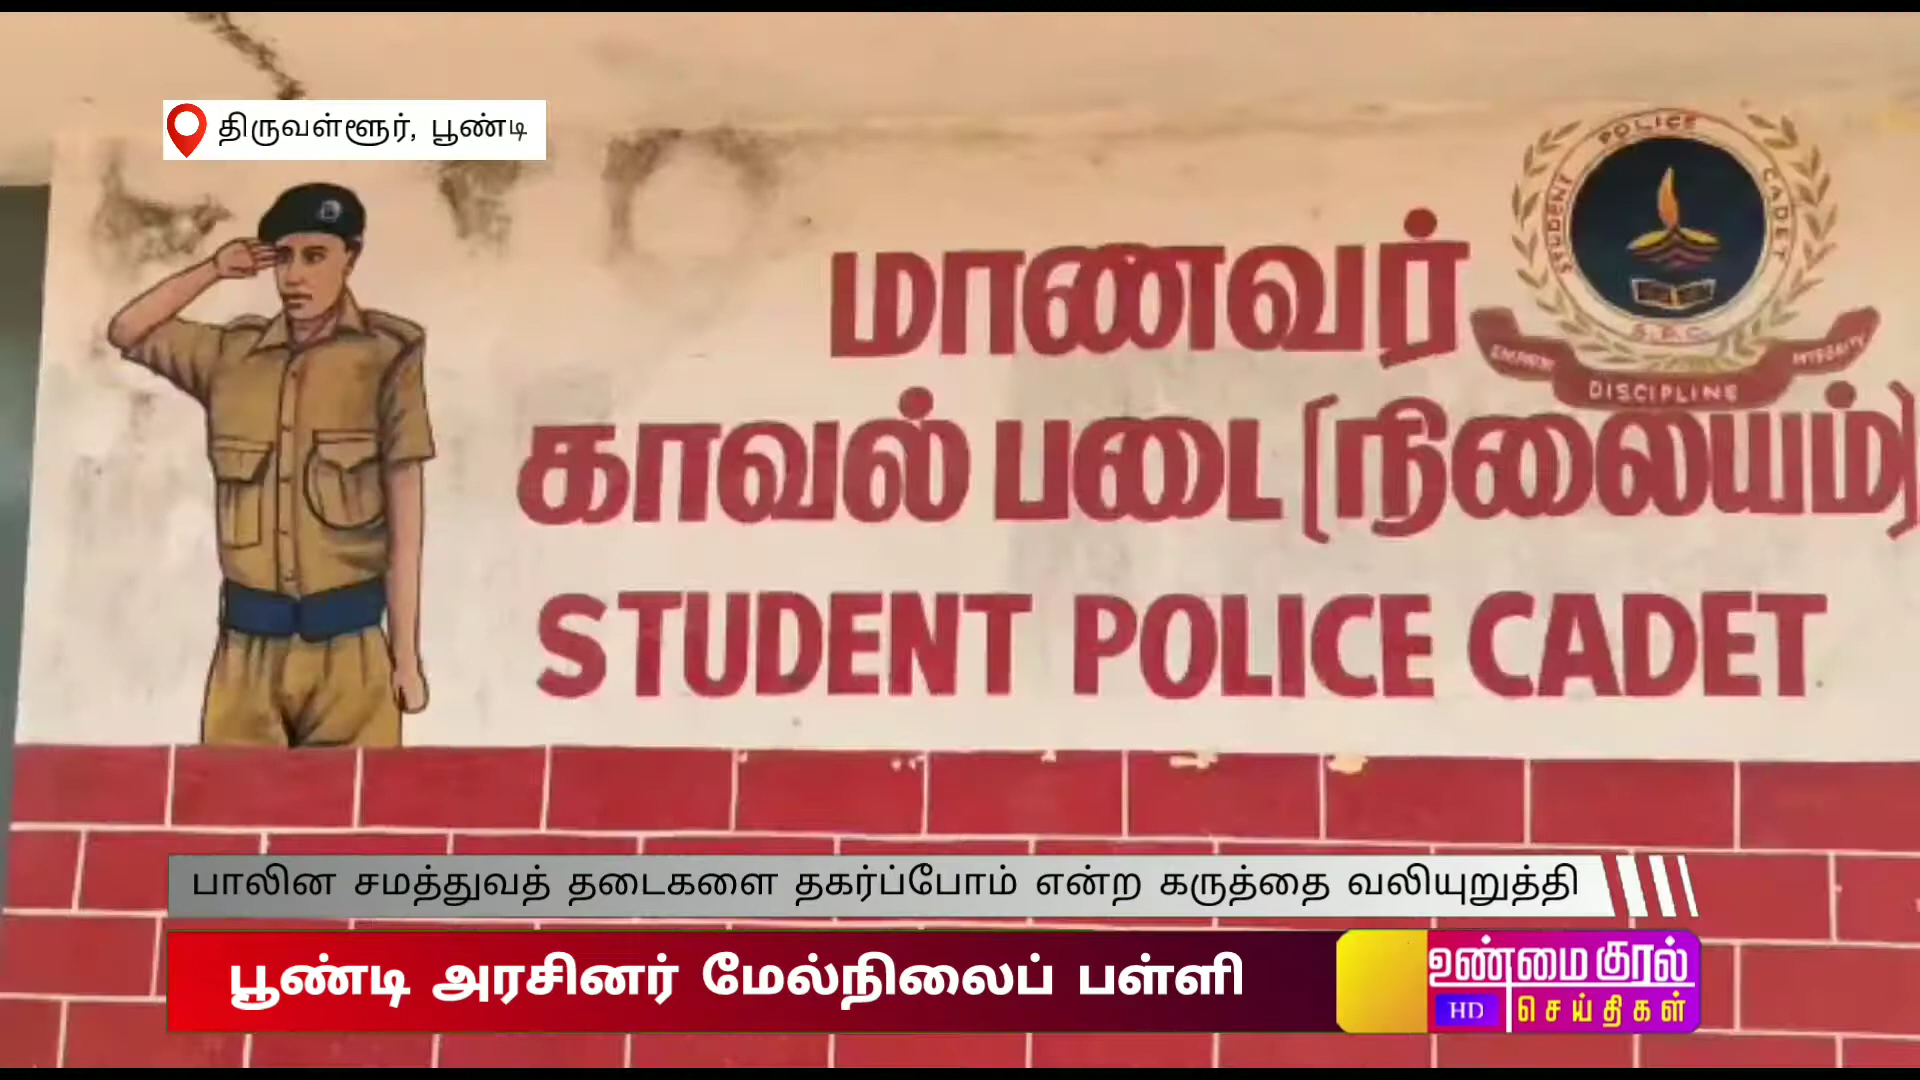 திருவள்ளூர், பூண்டி
STUDENT POLICE CADET
S.P.C.
DISCIPLINE
INTEGRITY
மாணவர்
காவல் படை (நிலையம்)
STUDENT POLICE CADET
பாலின சமத்துவத் தடைகளை தகர்ப்போம் என்ற கருத்தை வலியுறுத்தி
பூண்டி அரசினர் மேல்நிலைப் பள்ளி
உண்மை குரல்
HD செய்திகள்